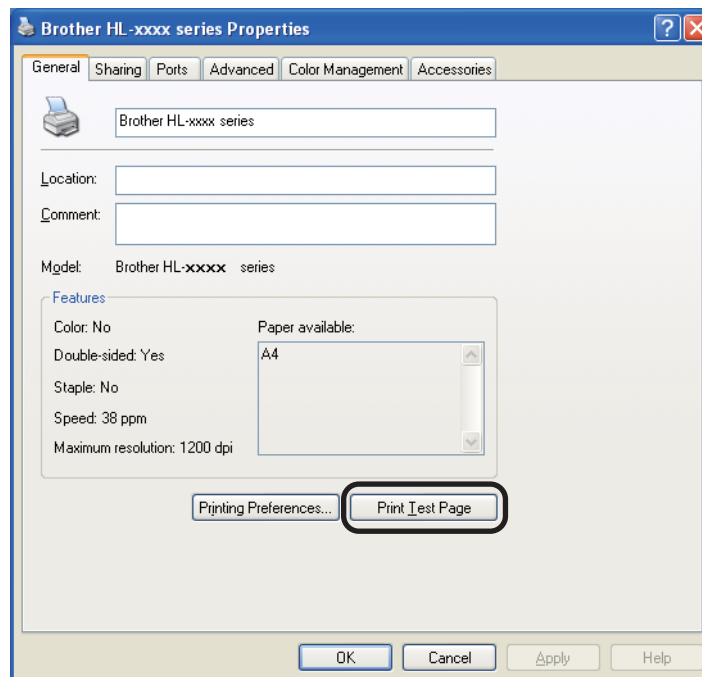 Brother HL-xxxx series Properties
General Sharing Ports Advanced Color Management Accessories
Brother HL-xxxx series
Location:
Comment:
Model: Brother HL-xxxx series
Features
Color: No Paper available:
Double-sided: Yes A4
Staple: No
Speed: 38 ppm
Maximum resolution: 1200 dpi
Printing Preferences... Print Test Page
OK Cancel Apply Help